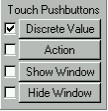 Touch Pushbuttons
Discrete Value
Action
Show Window
Hide Window